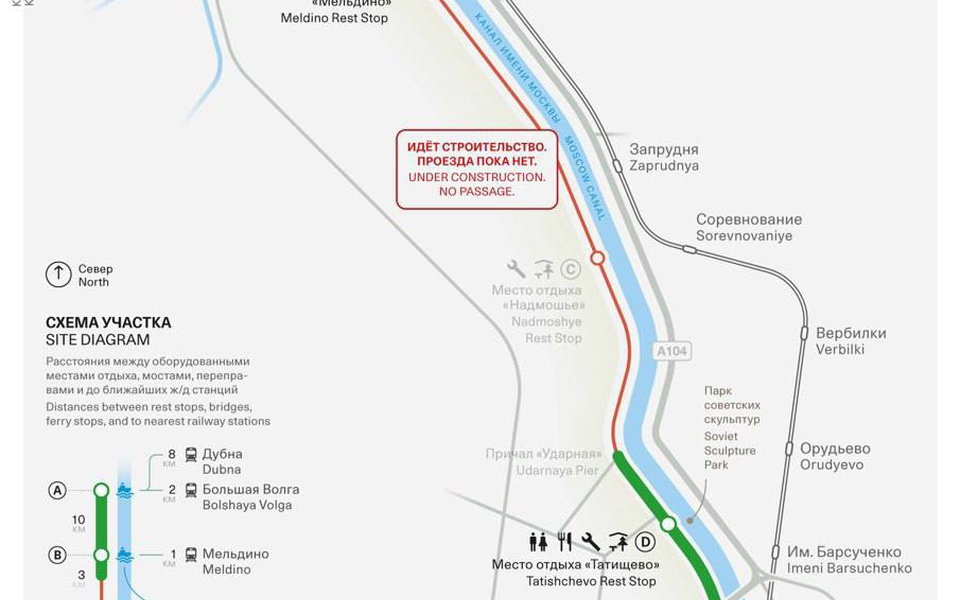 «Мельдино»
Meldino Rest Stop
КАНАЛ ИМЕНИ МОСКВЫ
MOSCOW CANAL
ИДЁТ СТРОИТЕЛЬСТВО.
ПРОЕЗДА ПОКА НЕТ.
UNDER CONSTRUCTION.
NO PASSAGE.
Запрудня
Zaprudnya
Соревнование
Sorevnovaniye
C
Место отдыха
«Надмошье»
Nadmoshye
Rest Stop
A104
Вербилки
Verbilki
Парк
советских
скульптур
Soviet
Sculpture
Park
Орудьево
Orudyevo
Причал «Ударная»
Udarnaya Pier
D
Место отдыха «Татищево»
Tatishchevo Rest Stop
Им. Барсученко
Imeni Barsuchenko
Север
North
СХЕМА УЧАСТКА
SITE DIAGRAM
Расстояния между оборудованными
местами отдыха, мостами, перепра-
вами и до ближайших ж/д станций
Distances between rest stops, bridges,
ferry stops, and to nearest railway stations
8
КМ
Дубна
Dubna
A
2
КМ
Большая Волга
Bolshaya Volga
10
КМ
B
1
КМ
Мельдино
Meldino
3
КМ